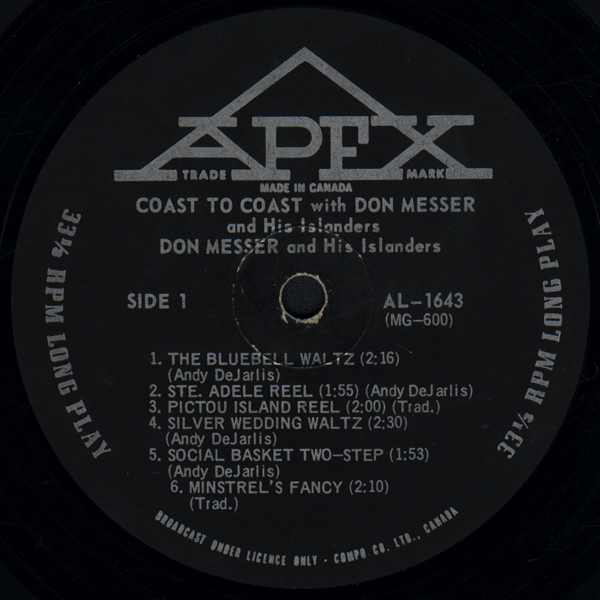 APEX
TRADE MARK
MADE IN CANADA
COAST TO COAST with DON MESSER
and His Islanders
DON MESSER and His Islanders
SIDE 1
AL-1643
(MG-600)
33⅓ RPM LONG PLAY
33⅓ RPM LONG PLAY
1. THE BLUEBELL WALTZ (2:16)
(Andy DeJarlis)
2. STE. ADELE REEL (1:55) (Andy DeJarlis)
3. PICTOU ISLAND REEL (2:00) (Trad.)
4. SILVER WEDDING WALTZ (2:30)
(Andy DeJarlis)
5. SOCIAL BASKET TWO-STEP (1:53)
(Andy DeJarlis)
6. MINSTREL'S FANCY (2:10)
(Trad.)
BROADCAST UNDER LICENCE ONLY - COMPO CO. LTD., CANADA